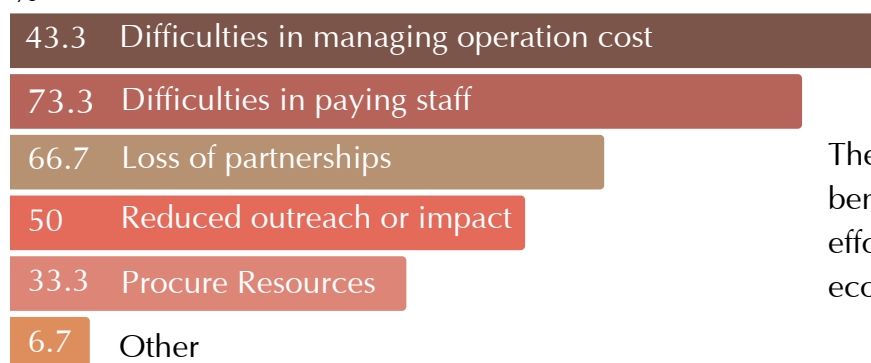 43.3 Difficulties in managing operation cost
73.3 Difficulties in paying staff
66.7 Loss of partnerships
50 Reduced outreach or impact
33.3 Procure Resources
6.7 Other